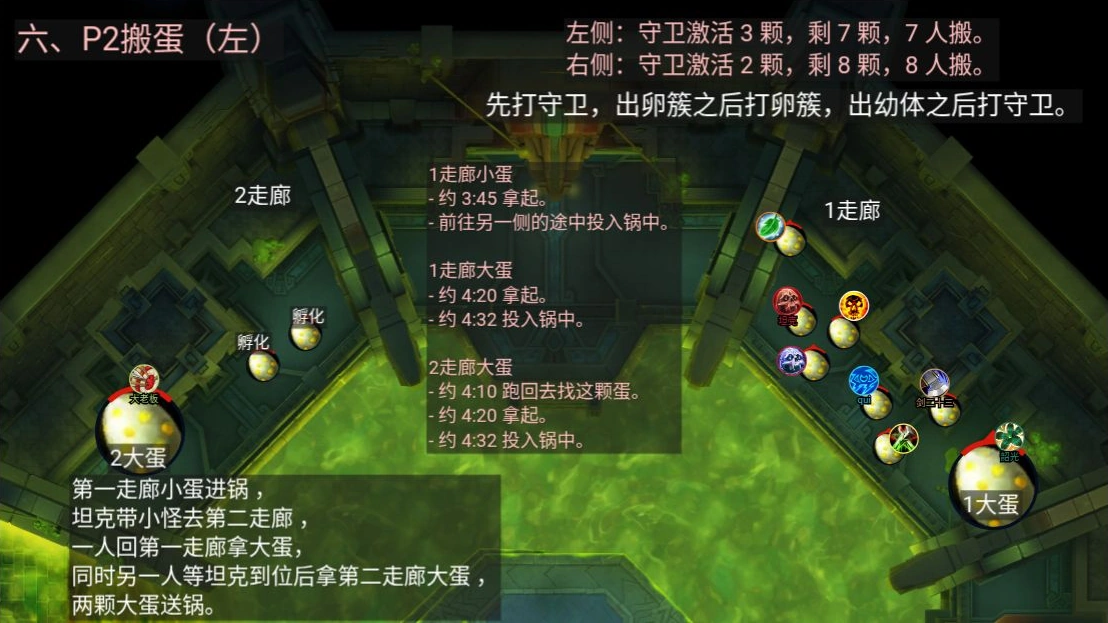 六、P2搬蛋（左）
左侧：守卫激活 3 颗，剩 7 颗，7 人搬。
右侧：守卫激活 2 颗，剩 8 颗，8 人搬。
先打守卫，出卵簇之后打卵簇，出幼体之后打守卫。
1走廊小蛋
- 约 3:45 拿起。
- 前往另一侧的途中投入锅中。
1走廊大蛋
- 约 4:20 拿起。
- 约 4:32 投入锅中。
2走廊大蛋
- 约 4:10 跑回去找这颗蛋。
- 约 4:20 拿起。
- 约 4:32 投入锅中。
2走廊
1走廊
孵化
孵化
大老板
2大蛋
qui
剑三十三
韶光
1大蛋
第一走廊小蛋进锅，
坦克带小怪去第二走廊，
一人回第一走廊拿大蛋，
同时另一人等坦克到位后拿第二走廊大蛋，
两颗大蛋送锅。